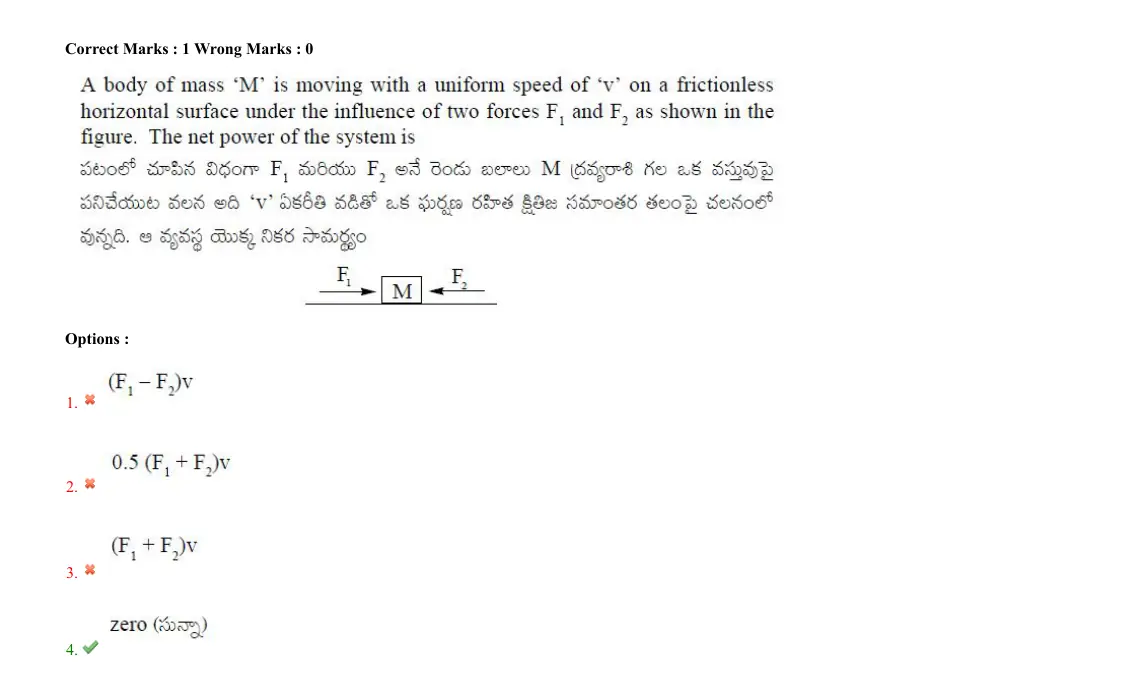 Correct Marks : 1 Wrong Marks : 0
A body of mass ‘M’ is moving with a uniform speed of ‘v’ on a frictionless
horizontal surface under the influence of two forces F₁ and F₂ as shown in the
figure. The net power of the system is
పటంలో చూపిన విధంగా F₁ మరియు F₂ అనే రెండు బలాలు M ద్రవ్యరాశి గల ఒక వస్తువుపై
పనిచేయుట వలన అది ‘v’ ఏకరీతి వడితో ఒక ఘర్షణ రహిత క్షితిజ సమాంతర తలంపై చలనంలో
వున్నది. ఆ వ్యవస్థ యొక్క నికర సామర్థ్యం
F₁ M F₂
Options :
(F₁ – F₂)v
1.
0.5 (F₁ + F₂)v
2.
(F₁ + F₂)v
3.
zero (సున్నా)
4.